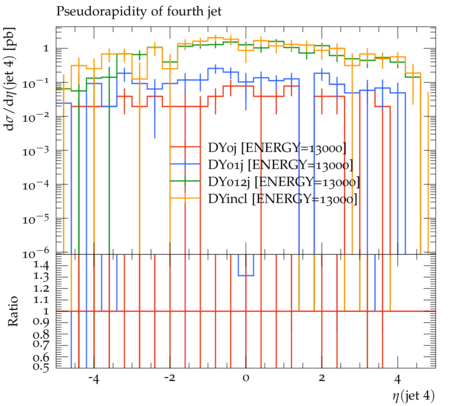 Pseudorapidity of fourth jet
dσ/dη(jet 4) [pb]
1
10⁻¹
10⁻²
10⁻³
10⁻⁴
10⁻⁵
10⁻⁶
DY0j [ENERGY=13000]
DY01j [ENERGY=13000]
DY012j [ENERGY=13000]
DYincl [ENERGY=13000]
Ratio
1.4
1.3
1.2
1.1
1
0.9
0.8
0.7
0.6
0.5
-4 -2 0 2 4
η(jet 4)